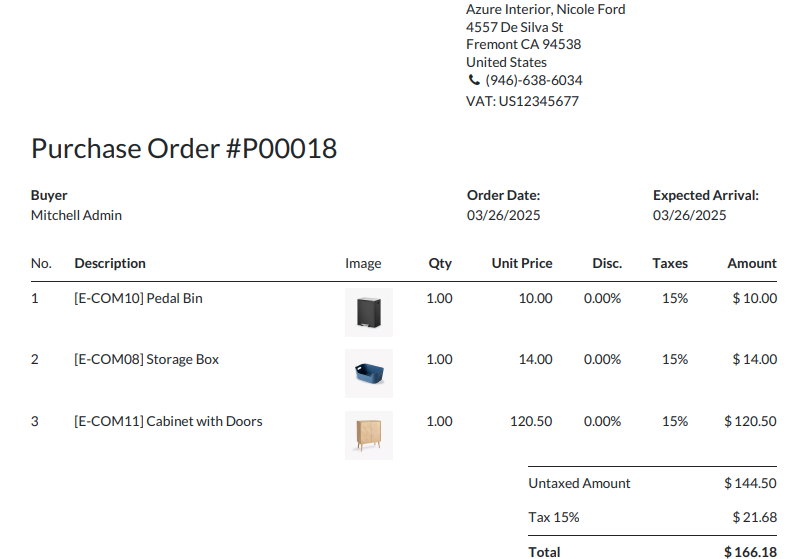 Azure Interior, Nicole Ford
4557 De Silva St
Fremont CA 94538
United States
(946)-638-6034
VAT: US12345677
Purchase Order #P00018
Buyer Order Date: Expected Arrival:
Mitchell Admin 03/26/2025 03/26/2025
No. Description Image Qty Unit Price Disc. Taxes Amount
1 [E-COM10] Pedal Bin 1.00 10.00 0.00% 15% $ 10.00
2 [E-COM08] Storage Box 1.00 14.00 0.00% 15% $ 14.00
3 [E-COM11] Cabinet with Doors 1.00 120.50 0.00% 15% $ 120.50
Untaxed Amount $ 144.50
Tax 15% $ 21.68
Total $ 166.18